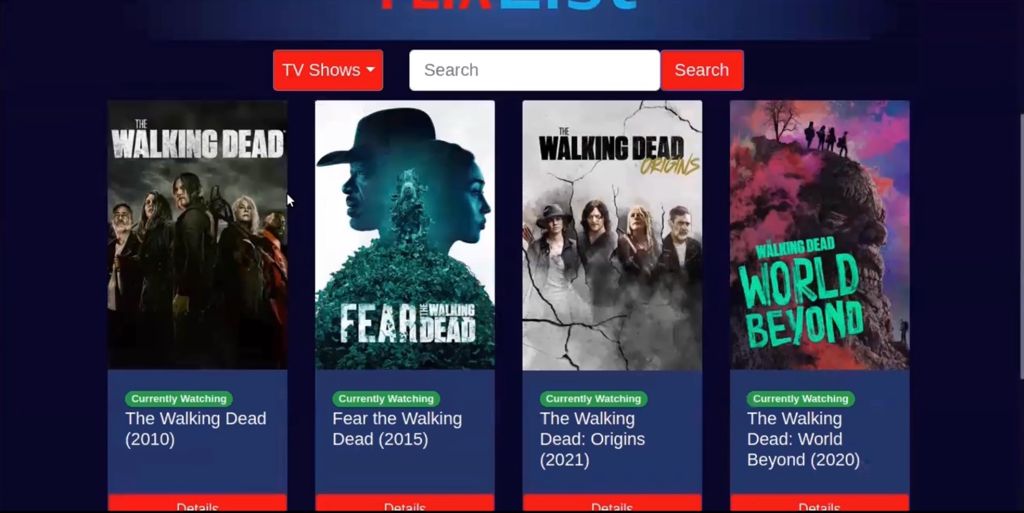 FLIXList
TV Shows
Search
Search
THE
WALKING DEAD
FEAR THE WALKING DEAD
THE
WALKING DEAD
ORIGINS
THE
WALKING DEAD
WORLD
BEYOND
Currently Watching
The Walking Dead
(2010)
Currently Watching
Fear the Walking
Dead (2015)
Currently Watching
The Walking
Dead: Origins
(2021)
Currently Watching
The Walking
Dead: World
Beyond (2020)
Details
Details
Details
Details